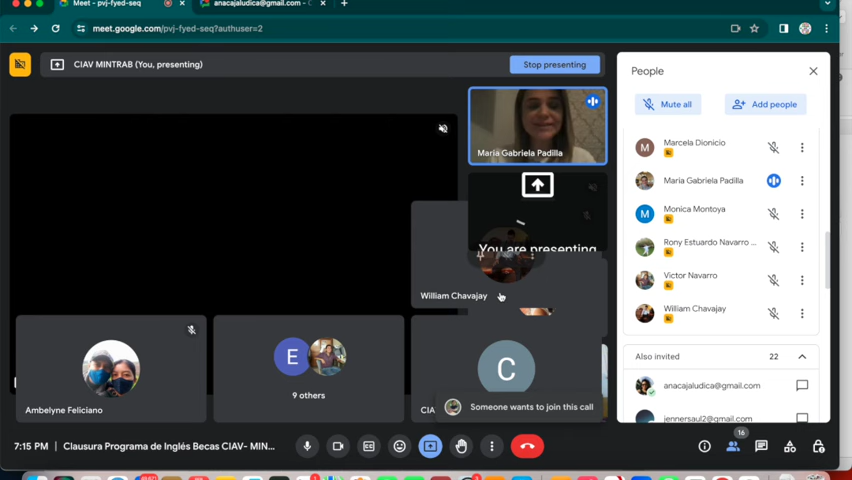 Meet - pvj-fyed-seq
anacajaludica@gmail.com - C
meet.google.com/pvj-fyed-seq?authuser=2
CIAV MINTRAB (You, presenting)
Stop presenting
Maria Gabriela Padilla
You are presenting
William Chavajay
Ambelyne Feliciano
E
9 others
C
CIA
Someone wants to join this call
7:15 PM | Clausura Programa de Inglés Becas CIAV- MIN...
People
Mute all
Add people
M
Marcela Dionicio
Maria Gabriela Padilla
M
Monica Montoya
Rony Estuardo Navarro ...
Victor Navarro
William Chavajay
Also invited
22
anacajaludica@gmail.com
jennersaul2@gmail.com
16